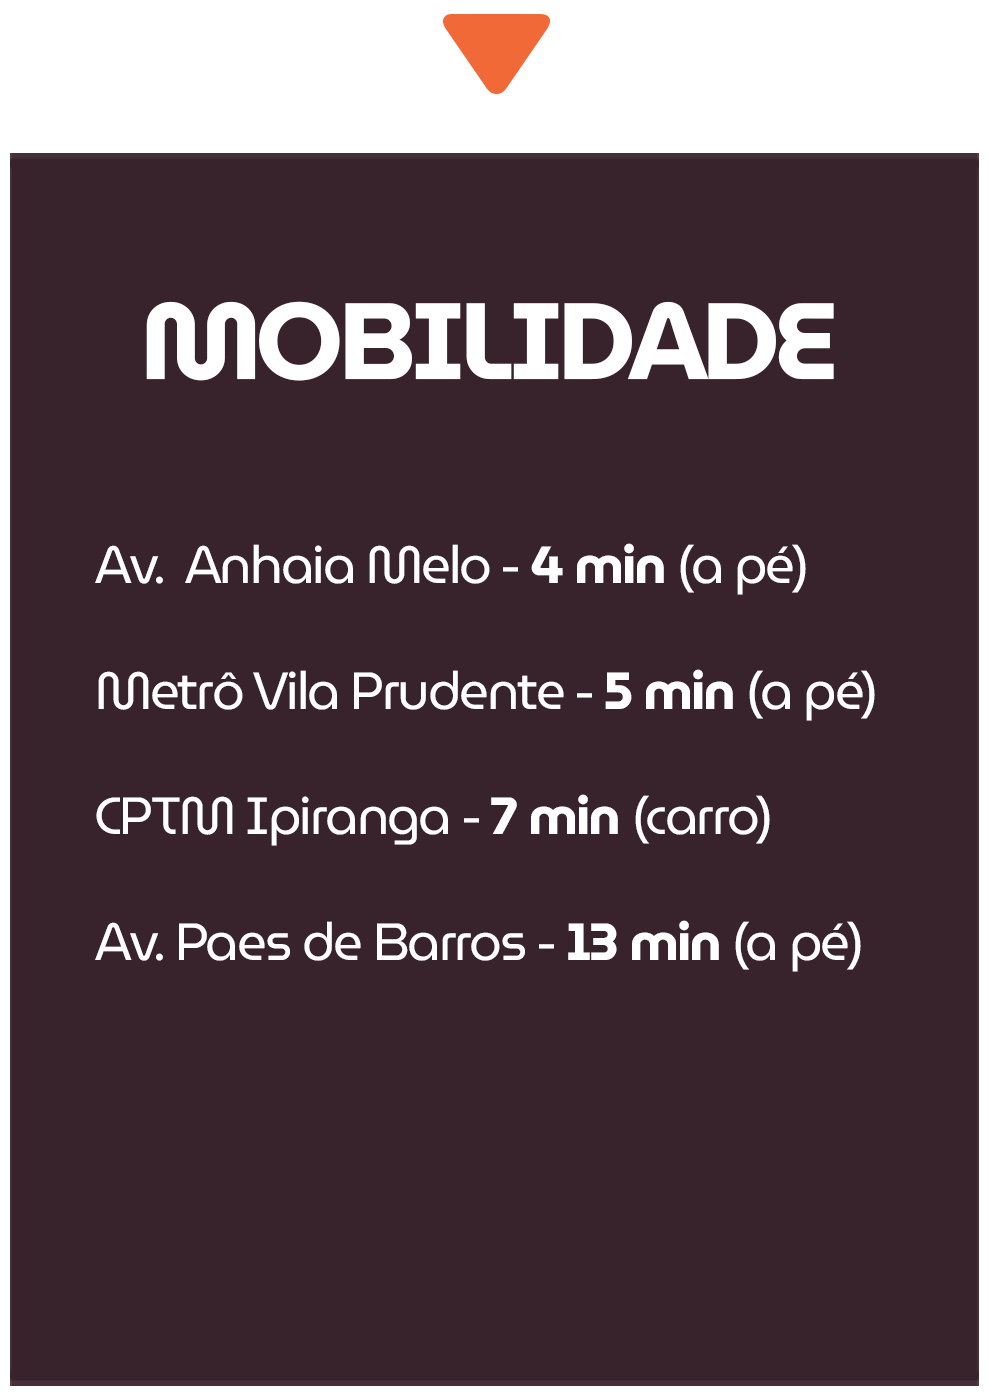 MOBILIDADE
Av. Anhaia Melo - 4 min (a pé)
Metrô Vila Prudente - 5 min (a pé)
CPTM Ipiranga - 7 min (carro)
Av. Paes de Barros - 13 min (a pé)